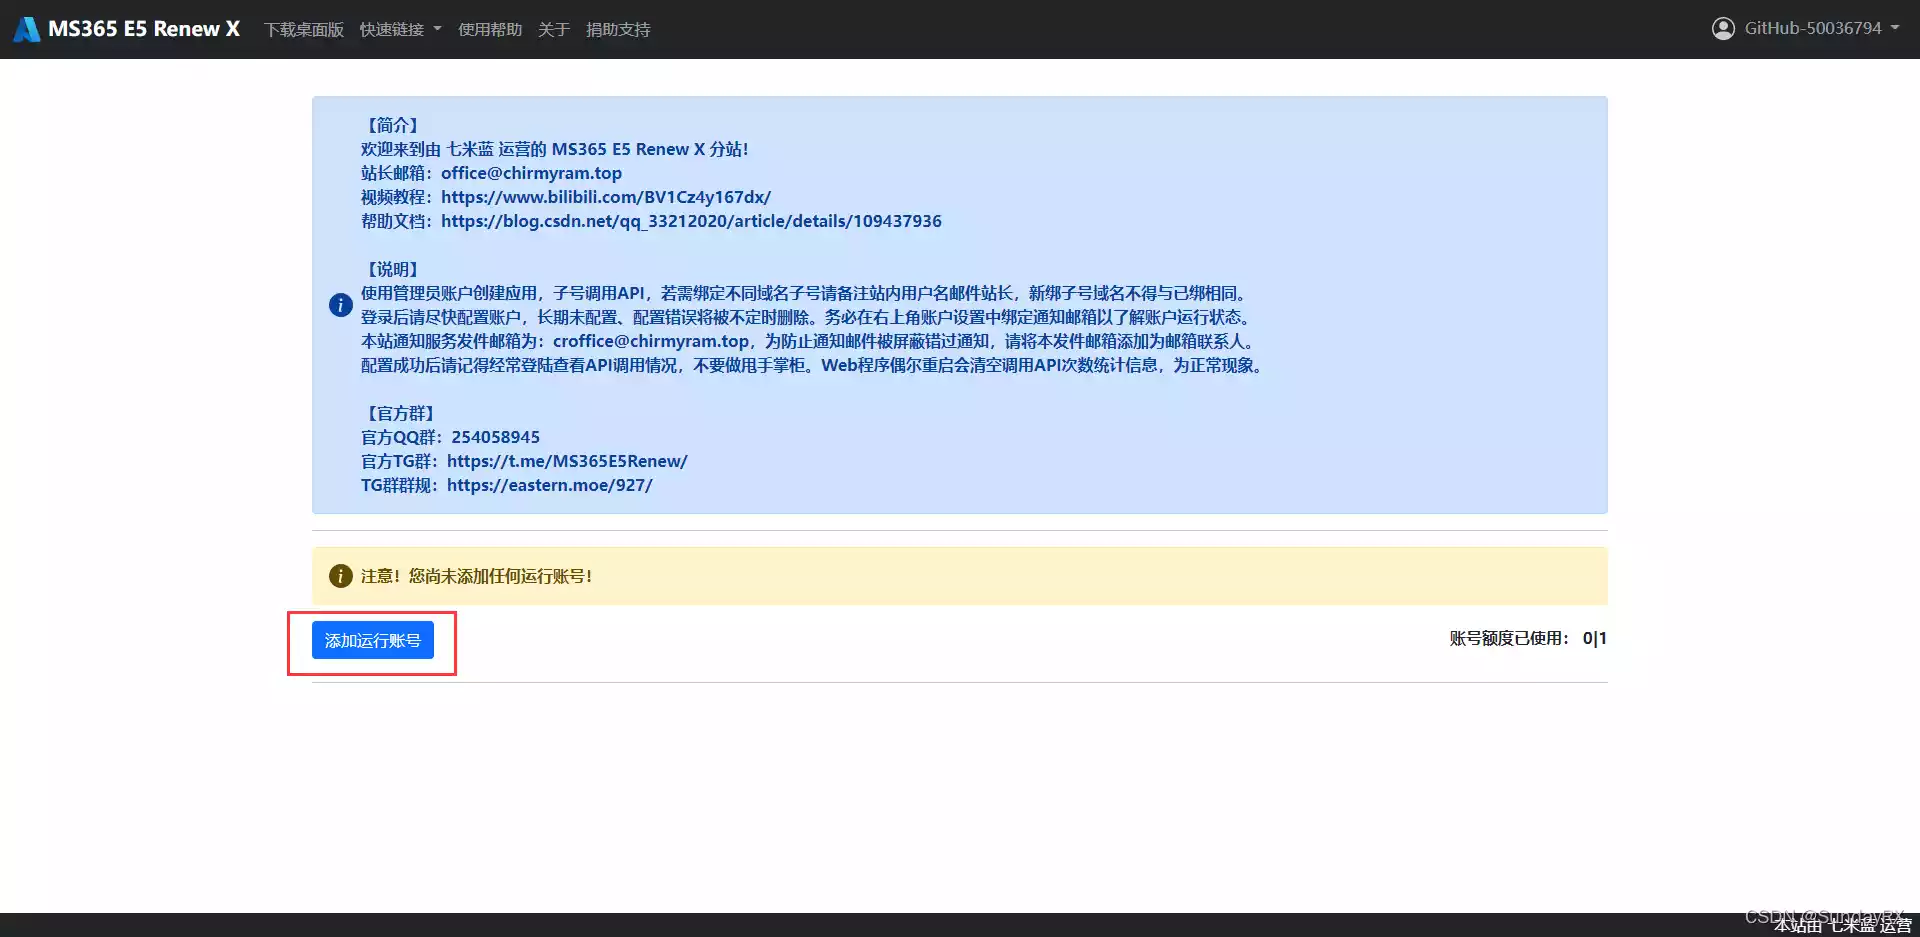 MS365 E5 Renew X 下载桌面版 快速链接 使用帮助 关于 捐助支持 GitHub-50036794
【简介】
欢迎来到由 七米蓝 运营的 MS365 E5 Renew X 分站！
站长邮箱：office@chirmyram.top
视频教程：https://www.bilibili.com/BV1Cz4y167dx/
帮助文档：https://blog.csdn.net/qq_33212020/article/details/109437936
【说明】
使用管理员账户创建应用，子号调用API，若需绑定不同域名子号请备注站内用户名邮件站长，新绑子号域名不得与已绑相同。
登录后请尽快配置账户，长期未配置、配置错误将被不定时删除。务必在右上角账户设置中绑定通知邮箱以了解账户运行状态。
本站通知服务发件邮箱为：croffice@chirmyram.top，为防止通知邮件被屏蔽错过通知，请将本发件邮箱添加为邮箱联系人。
配置成功后请记得经常登陆查看API调用情况，不要做甩手掌柜。Web程序偶尔重启会清空调用API次数统计信息，为正常现象。
【官方群】
官方QQ群：254058945
官方TG群：https://t.me/MS365E5Renew/
TG群群规：https://eastern.moe/927/
注意！您尚未添加任何运行账号！
添加运行账号 账号额度已使用： 0|1
CSDN @SundayRX
本站由 七米蓝 运营